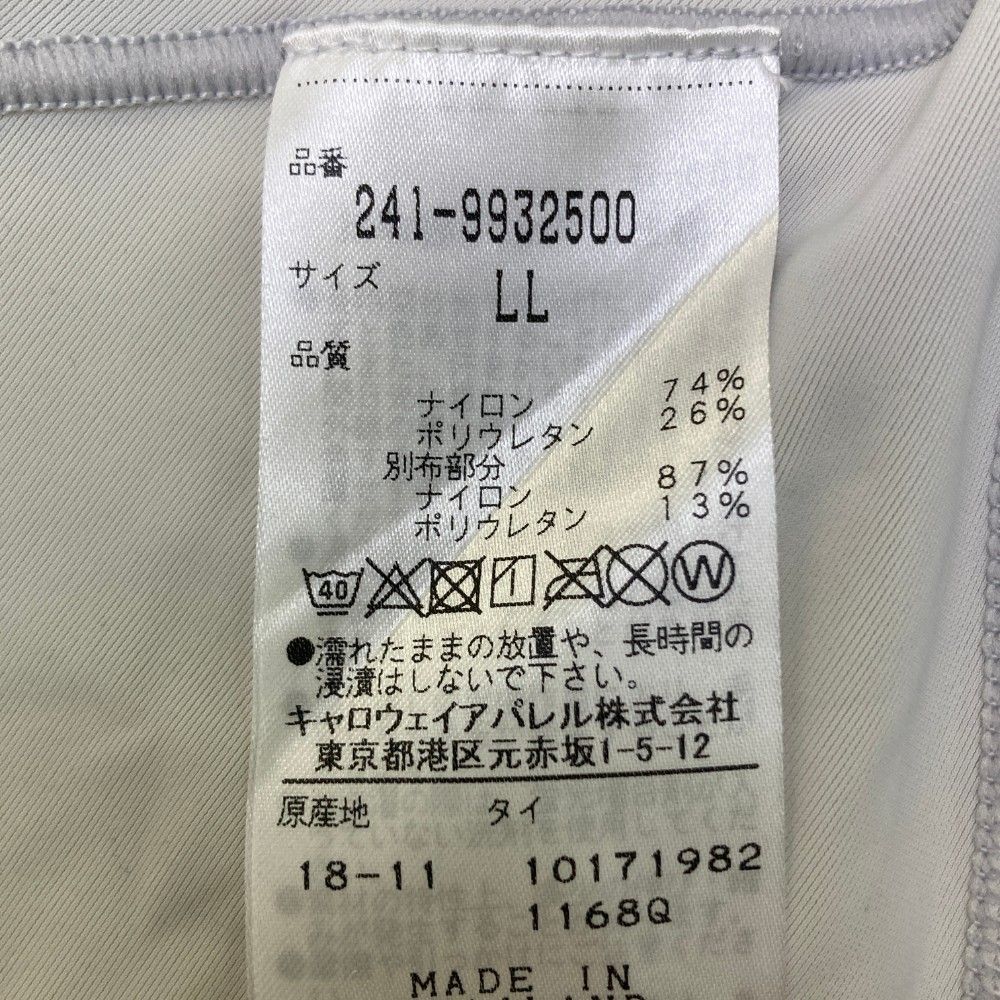 品番
241-9932500
サイズ
LL
品質
ナイロン 74%
ポリウレタン 26%
別布部分
ナイロン 87%
ポリウレタン 13%
40 W
●濡れたままの放置や、長時間の
浸漬はしないで下さい。
キャロウェイアパレル株式会社
東京都港区元赤坂1-5-12
原産地 タイ
18-11 10171982
1168Q
MADE IN